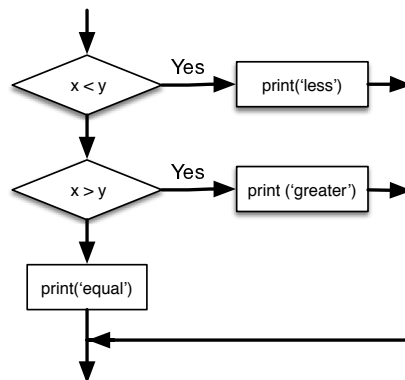 Yes
x < y
print(‘less’)
Yes
x > y
print (‘greater’)
print(‘equal’)